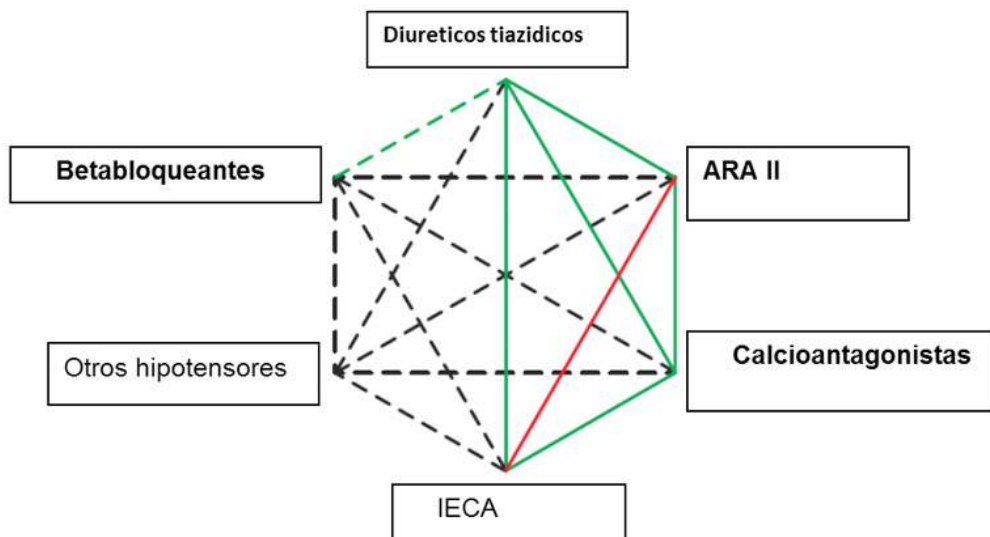 Diureticos tiazidicos
Betabloqueantes
ARA II
Otros hipotensores
Calcioantagonistas
IECA